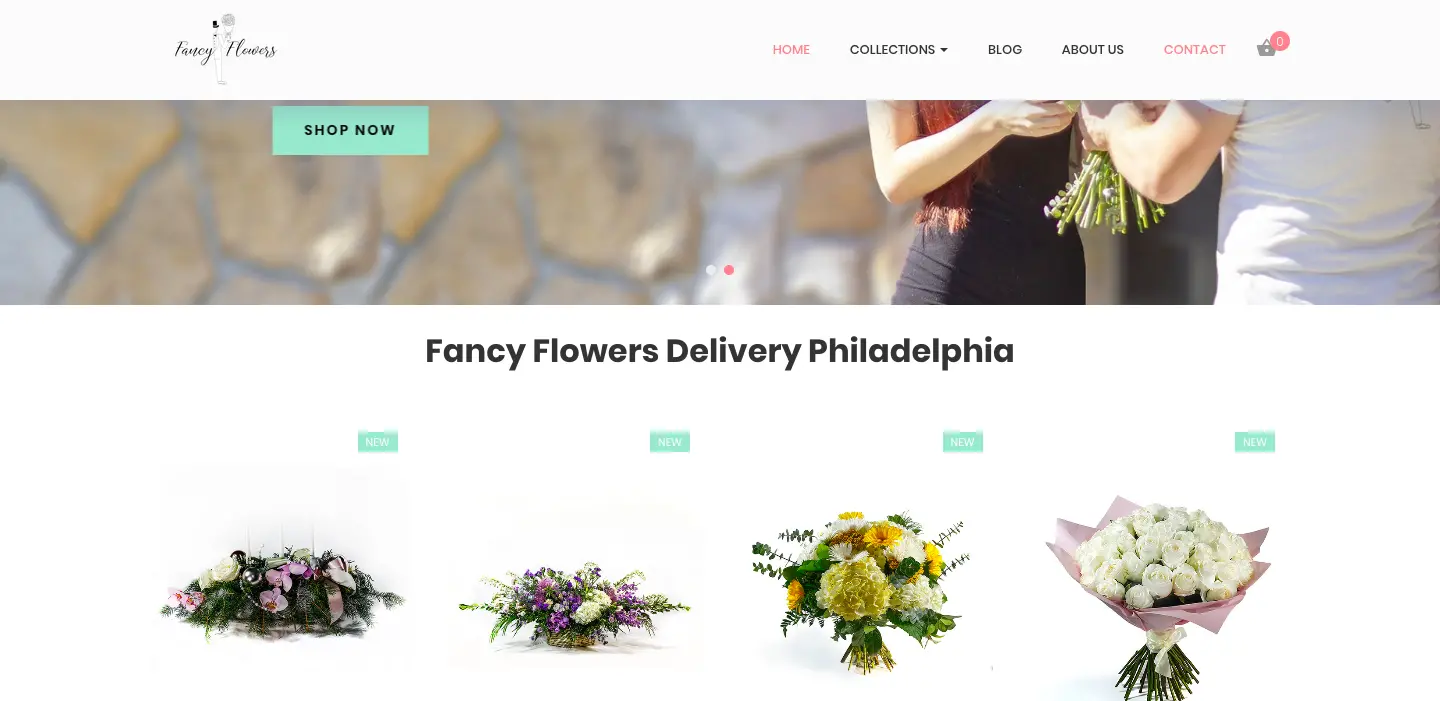 Fancy Flowers
HOME
COLLECTIONS
BLOG
ABOUT US
CONTACT
0
SHOP NOW
Fancy Flowers Delivery Philadelphia
NEW
NEW
NEW
NEW